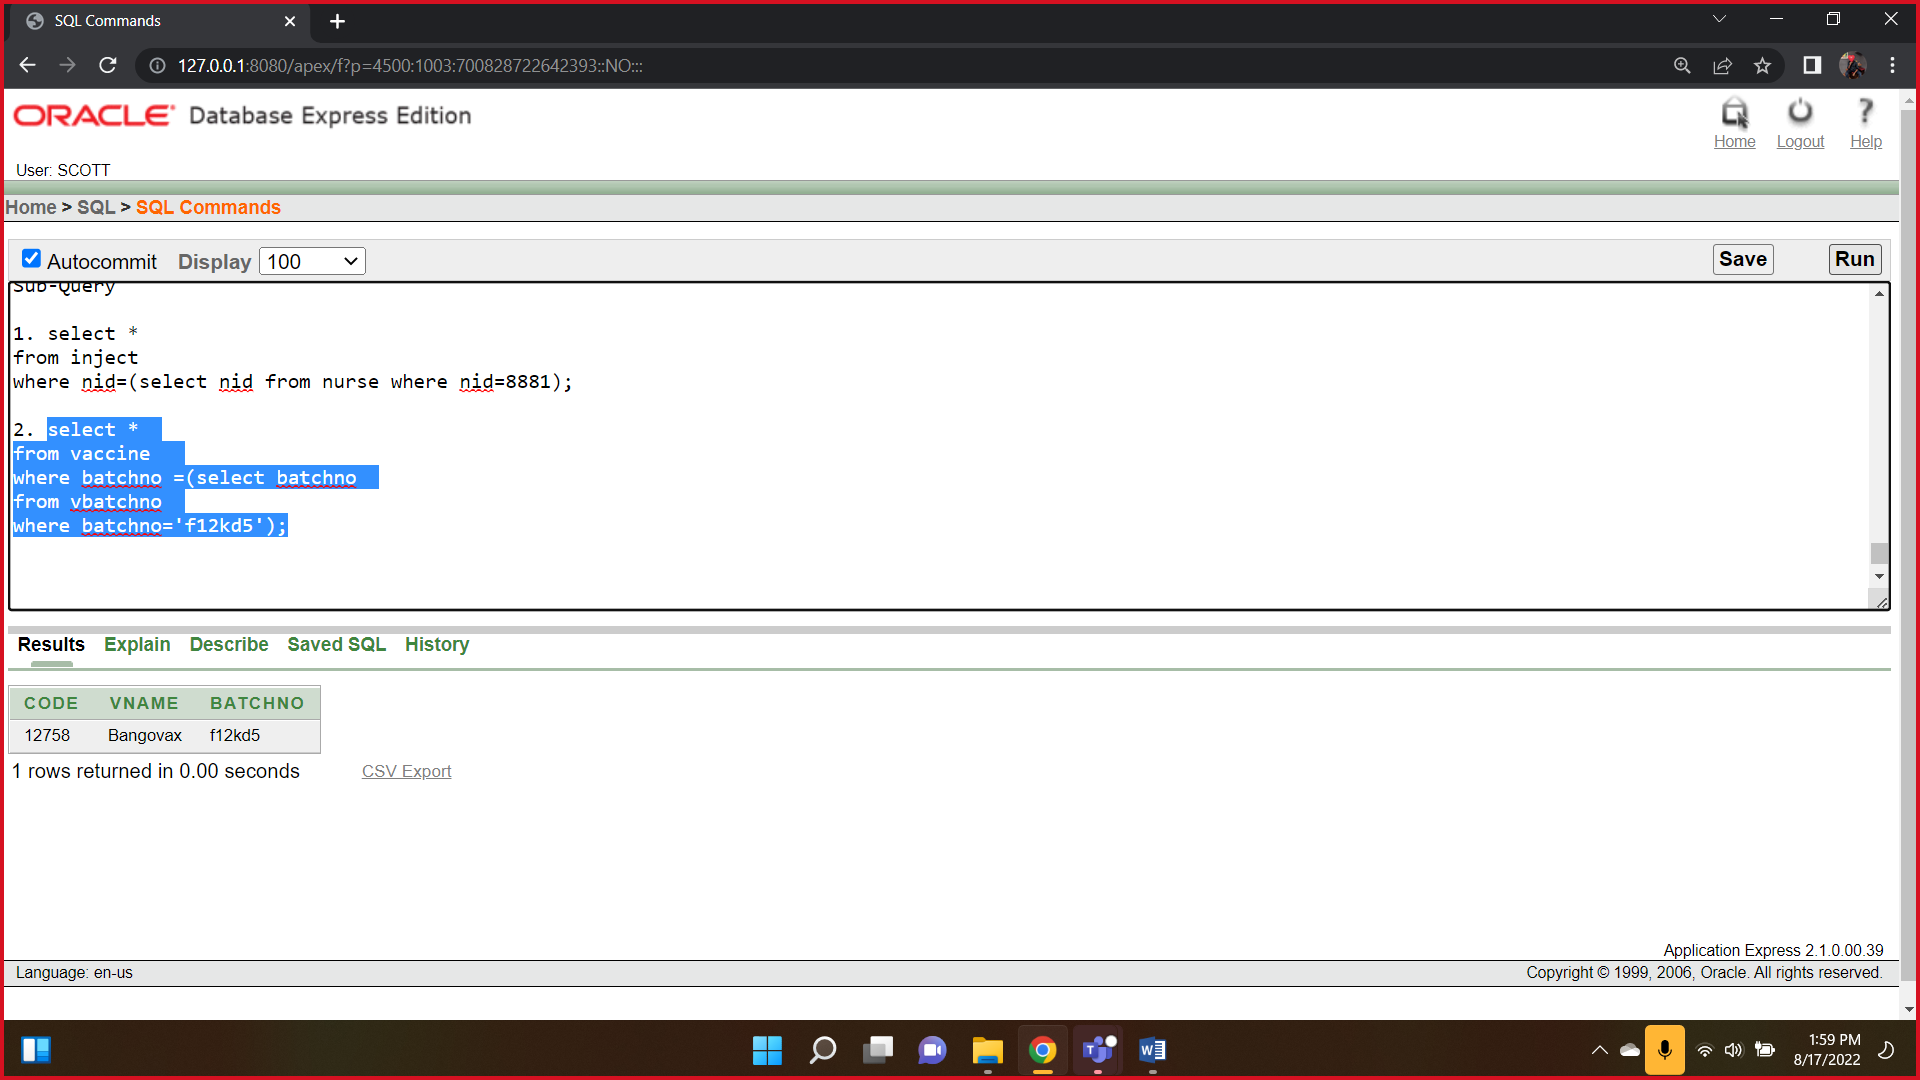 SQL Commands
127.0.0.1:8080/apex/f?p=4500:1003:700828722642393::NO:::
ORACLE Database Express Edition
Home Logout Help
User: SCOTT
Home > SQL > SQL Commands
Autocommit Display 100 Save Run
Sub-Query
1. select *
from inject
where nid=(select nid from nurse where nid=8881);
2. select *
from vaccine
where batchno =(select batchno
from vbatchno
where batchno='f12kd5');
Results Explain Describe Saved SQL History
CODE VNAME BATCHNO
12758 Bangovax f12kd5
1 rows returned in 0.00 seconds CSV Export
Application Express 2.1.0.00.39
Language: en-us Copyright © 1999, 2006, Oracle. All rights reserved.
1:59 PM
8/17/2022